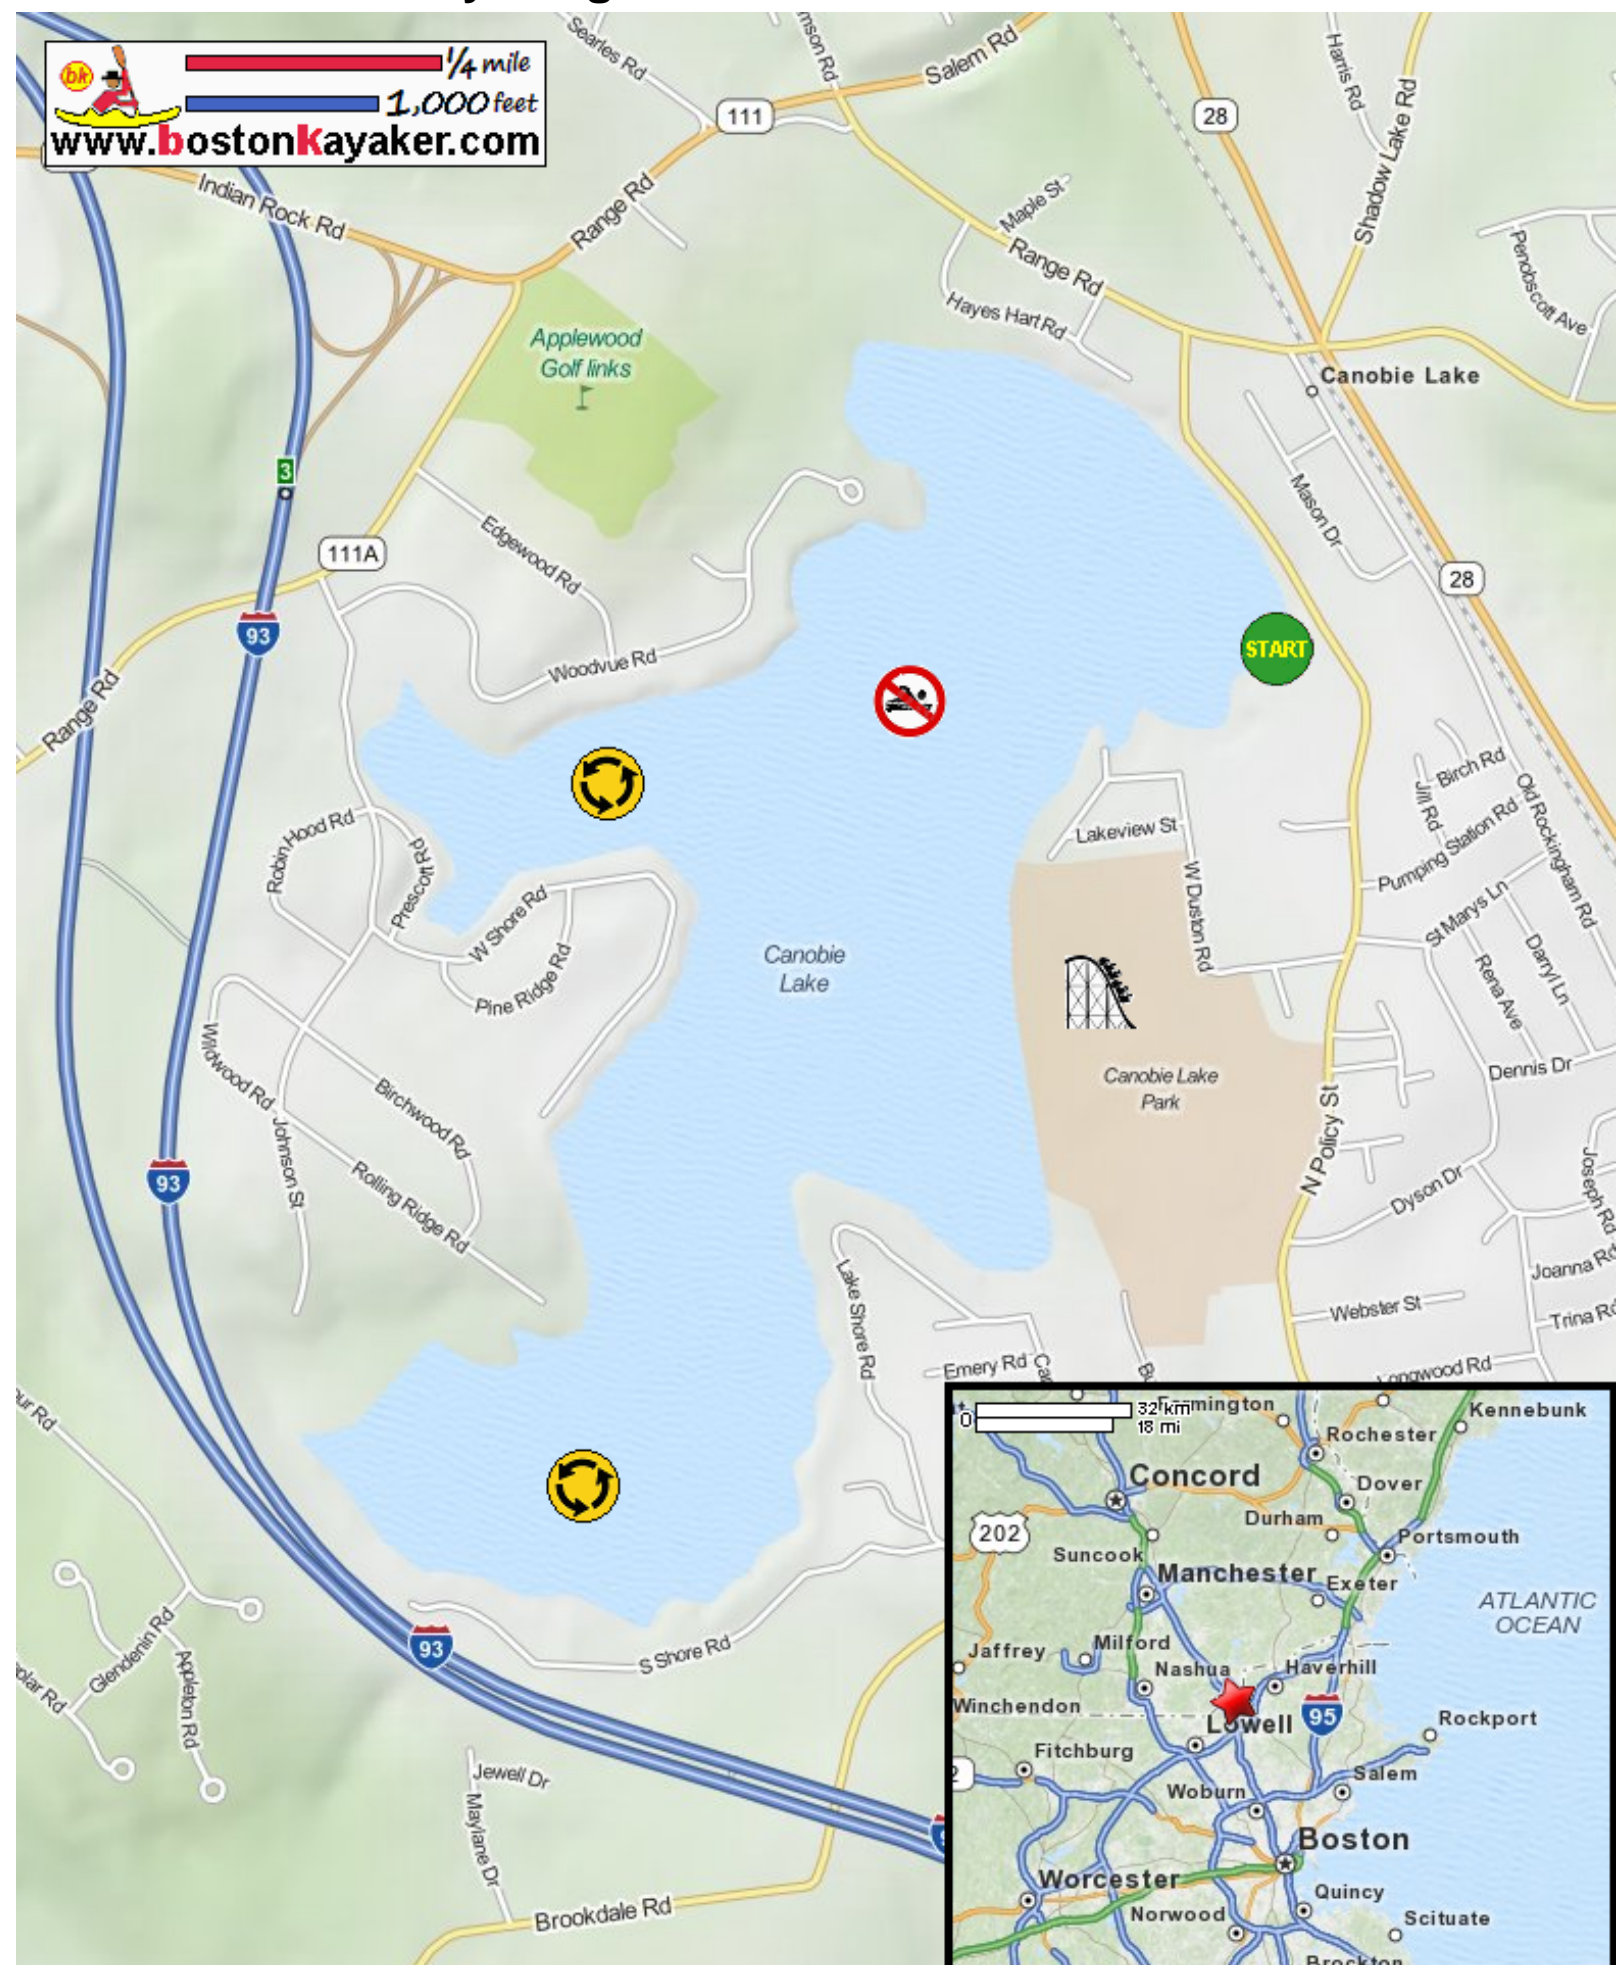 bk
1/4 mile
1,000 feet
www.bostonKayaker.com
Searles Rd
Salem Rd
111
28
Harris Rd
Shadow Lake Rd
Indian Rock Rd
Range Rd
Maple St
Range Rd
Hayes Hart Rd
Penobscott Ave
Applewood
Golf links
Canobie Lake
3
Mason Dr
111A
Edgewood Rd
28
93
START
Woodvue Rd
Range Rd
Birch Rd
Jill Rd
Old Rockingham Rd
Pumping Station Rd
Robin Hood Rd
Prescott Rd
Lakeview St
W Duston Rd
W Shore Rd
St Marys Ln
Darryl Ln
Rena Ave
Canobie
Lake
Pine Ridge Rd
Wildwood Rd
Dennis Dr
Canobie Lake
Park
Birchwood Rd
N Policy St
Johnson St
93
Rolling Ridge Rd
Dyson Dr
Joseph Rd
Lake Shore Rd
Joanna Rd
Webster St
Trina Rd
Emery Rd
Longwood Rd
0
32 km
18 mi
Kennebunk
Rochester
Concord
Dover
202
Durham
Portsmouth
Suncook
Manchester
Exeter
ATLANTIC
OCEAN
Glendenin Rd
Appleton Rd
93
S Shore Rd
Jaffrey
Milford
Nashua
Haverhill
Winchendon
95
Lowell
Rockport
Fitchburg
Salem
Woburn
Jewell Dr
Maylane Dr
Boston
Worcester
Quincy
Norwood
Scituate
Brookdale Rd
Brockton